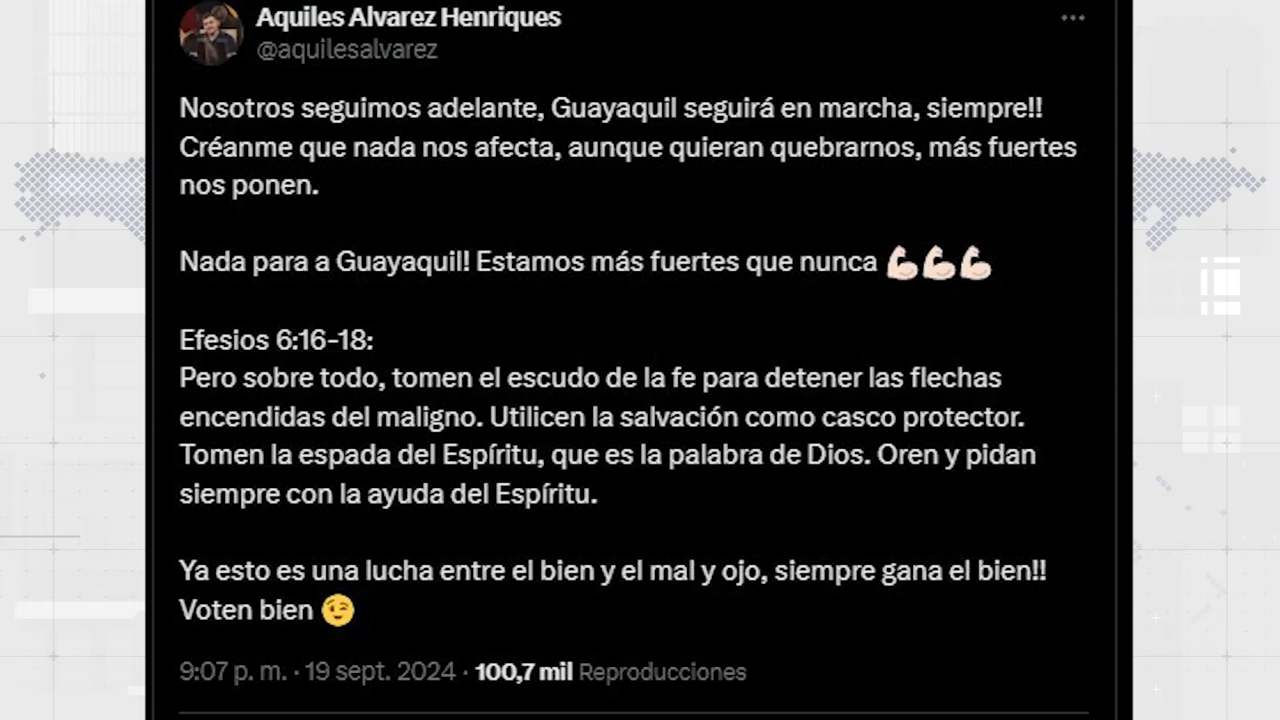 Aquiles Alvarez Henriques
@aquilesalvarez
Nosotros seguimos adelante, Guayaquil seguirá en marcha, siempre!!
Créanme que nada nos afecta, aunque quieran quebrarnos, más fuertes
nos ponen.
Nada para a Guayaquil! Estamos más fuertes que nunca 💪🏻💪🏻💪🏻
Efesios 6:16-18:
Pero sobre todo, tomen el escudo de la fe para detener las flechas
encendidas del maligno. Utilicen la salvación como casco protector.
Tomen la espada del Espíritu, que es la palabra de Dios. Oren y pidan
siempre con la ayuda del Espíritu.
Ya esto es una lucha entre el bien y el mal y ojo, siempre gana el bien!!
Voten bien 😉
9:07 p. m. · 19 sept. 2024 · 100,7 mil Reproducciones